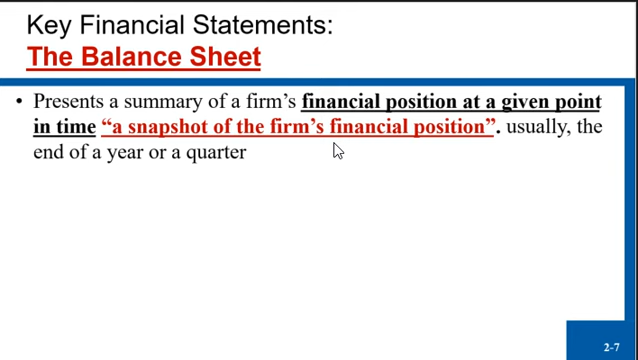 Key Financial Statements:
The Balance Sheet
• Presents a summary of a firm's financial position at a given point
in time "a snapshot of the firm's financial position". usually, the
end of a year or a quarter
2-7